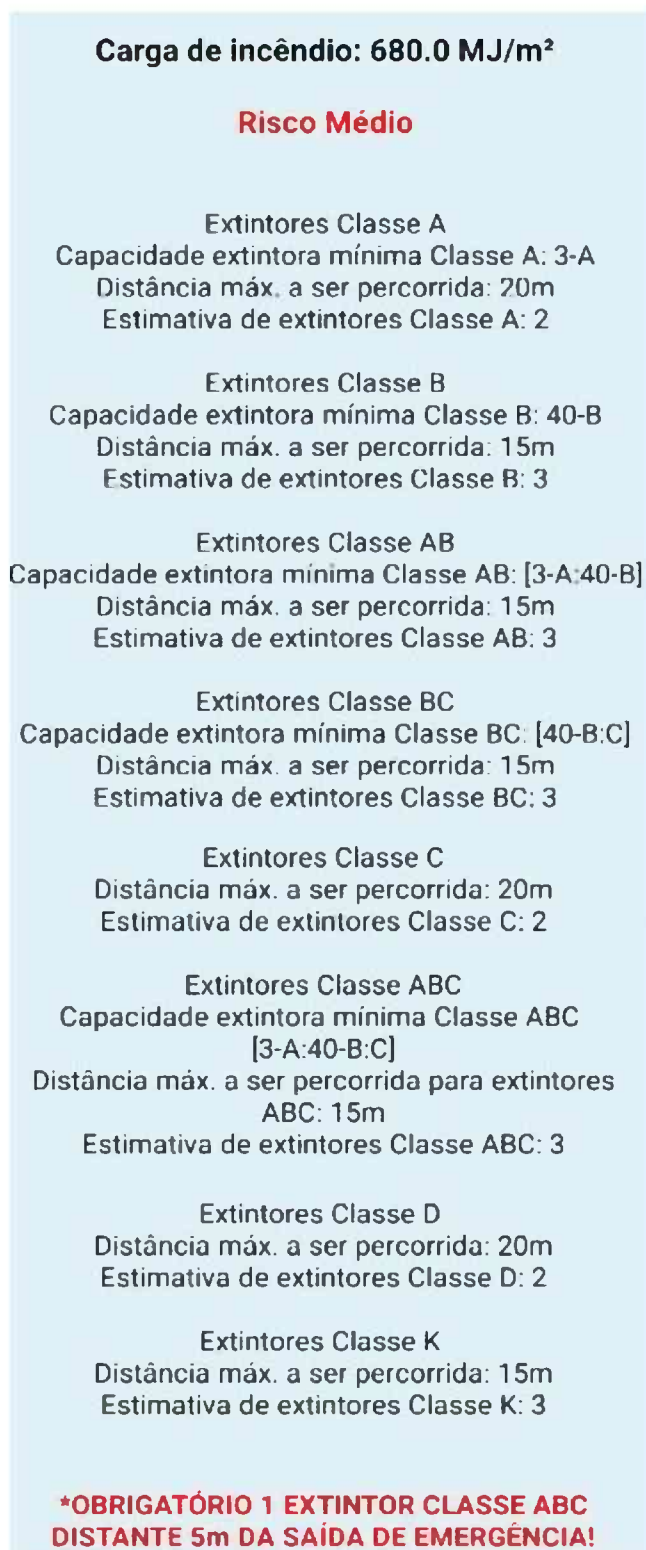 Carga de incêndio: 680.0 MJ/m²
Risco Médio
Extintores Classe A
Capacidade extintora mínima Classe A: 3-A
Distância máx. a ser percorrida: 20m
Estimativa de extintores Classe A: 2
Extintores Classe B
Capacidade extintora mínima Classe B: 40-B
Distância máx. a ser percorrida: 15m
Estimativa de extintores Classe B: 3
Extintores Classe AB
Capacidade extintora mínima Classe AB: [3-A:40-B]
Distância máx. a ser percorrida: 15m
Estimativa de extintores Classe AB: 3
Extintores Classe BC
Capacidade extintora mínima Classe BC: [40-B:C]
Distância máx. a ser percorrida: 15m
Estimativa de extintores Classe BC: 3
Extintores Classe C
Distância máx. a ser percorrida: 20m
Estimativa de extintores Classe C: 2
Extintores Classe ABC
Capacidade extintora mínima Classe ABC
[3-A:40-B:C]
Distância máx. a ser percorrida para extintores
ABC: 15m
Estimativa de extintores Classe ABC: 3
Extintores Classe D
Distância máx. a ser percorrida: 20m
Estimativa de extintores Classe D: 2
Extintores Classe K
Distância máx. a ser percorrida: 15m
Estimativa de extintores Classe K: 3
*OBRIGATÓRIO 1 EXTINTOR CLASSE ABC
DISTANTE 5m DA SAÍDA DE EMERGÊNCIA!